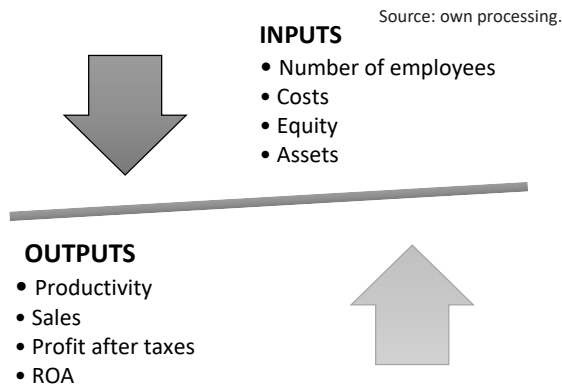 Source: own processing.
INPUTS
• Number of employees
• Costs
• Equity
• Assets
OUTPUTS
• Productivity
• Sales
• Profit after taxes
• ROA